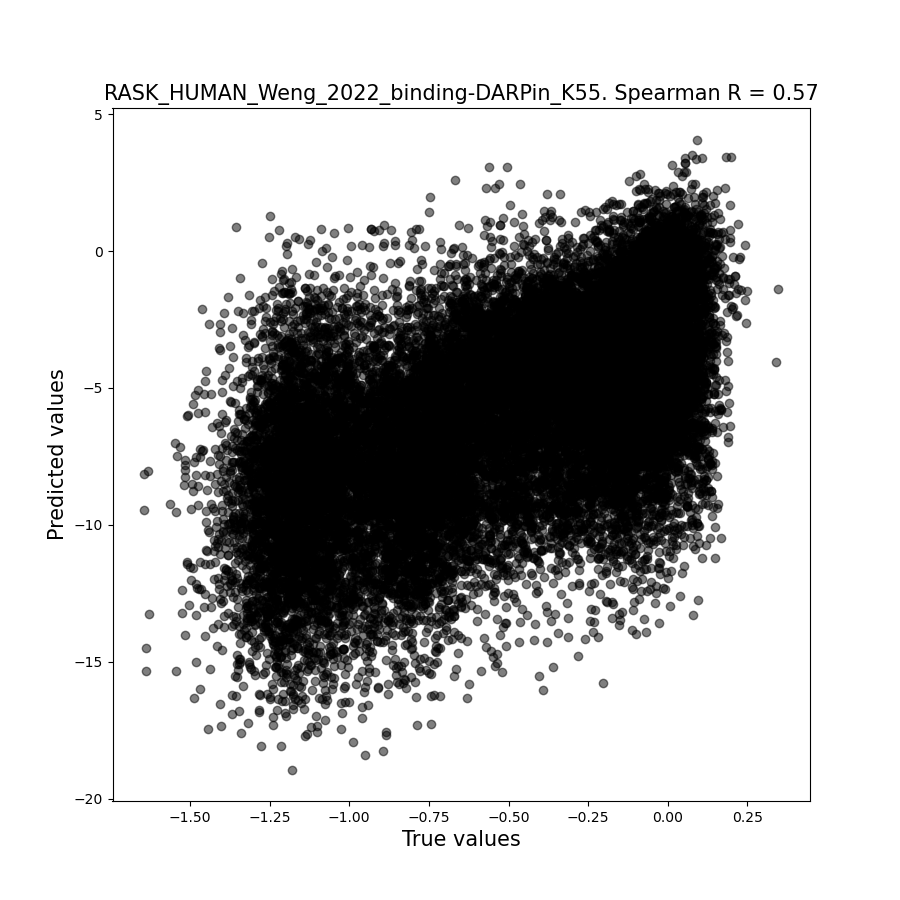 RASK_HUMAN_Weng_2022_binding-DARPin_K55. Spearman R = 0.57
5
0
−5
−10
−15
−20
Predicted values
−1.50 −1.25 −1.00 −0.75 −0.50 −0.25 0.00 0.25
True values